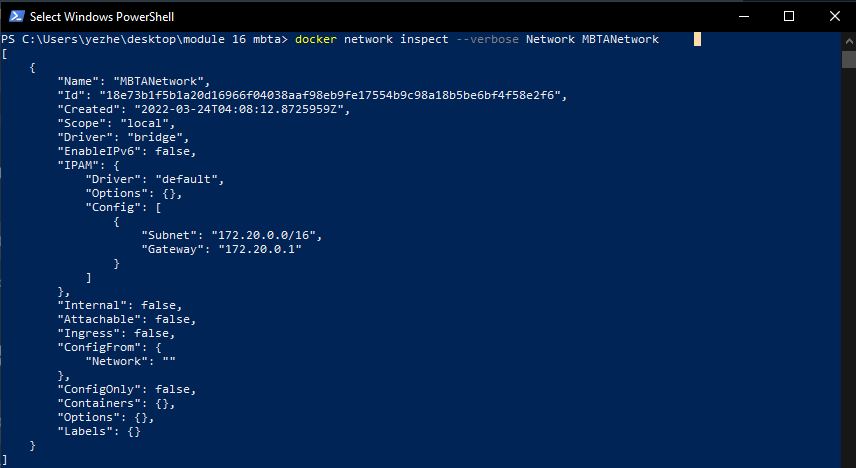 Select Windows PowerShell
PS C:\Users\yezhe\desktop\module 16 mbta> docker network inspect --verbose Network MBTANetwork
[
    {
        "Name": "MBTANetwork",
        "Id": "18e73b1f5b1a20d16966f04038aaf98eb9fe17554b9c98a18b5be6bf4f58e2f6",
        "Created": "2022-03-24T04:08:12.8725959Z",
        "Scope": "local",
        "Driver": "bridge",
        "EnableIPv6": false,
        "IPAM": {
            "Driver": "default",
            "Options": {},
            "Config": [
                {
                    "Subnet": "172.20.0.0/16",
                    "Gateway": "172.20.0.1"
                }
            ]
        },
        "Internal": false,
        "Attachable": false,
        "Ingress": false,
        "ConfigFrom": {
            "Network": ""
        },
        "ConfigOnly": false,
        "Containers": {},
        "Options": {},
        "Labels": {}
    }
]